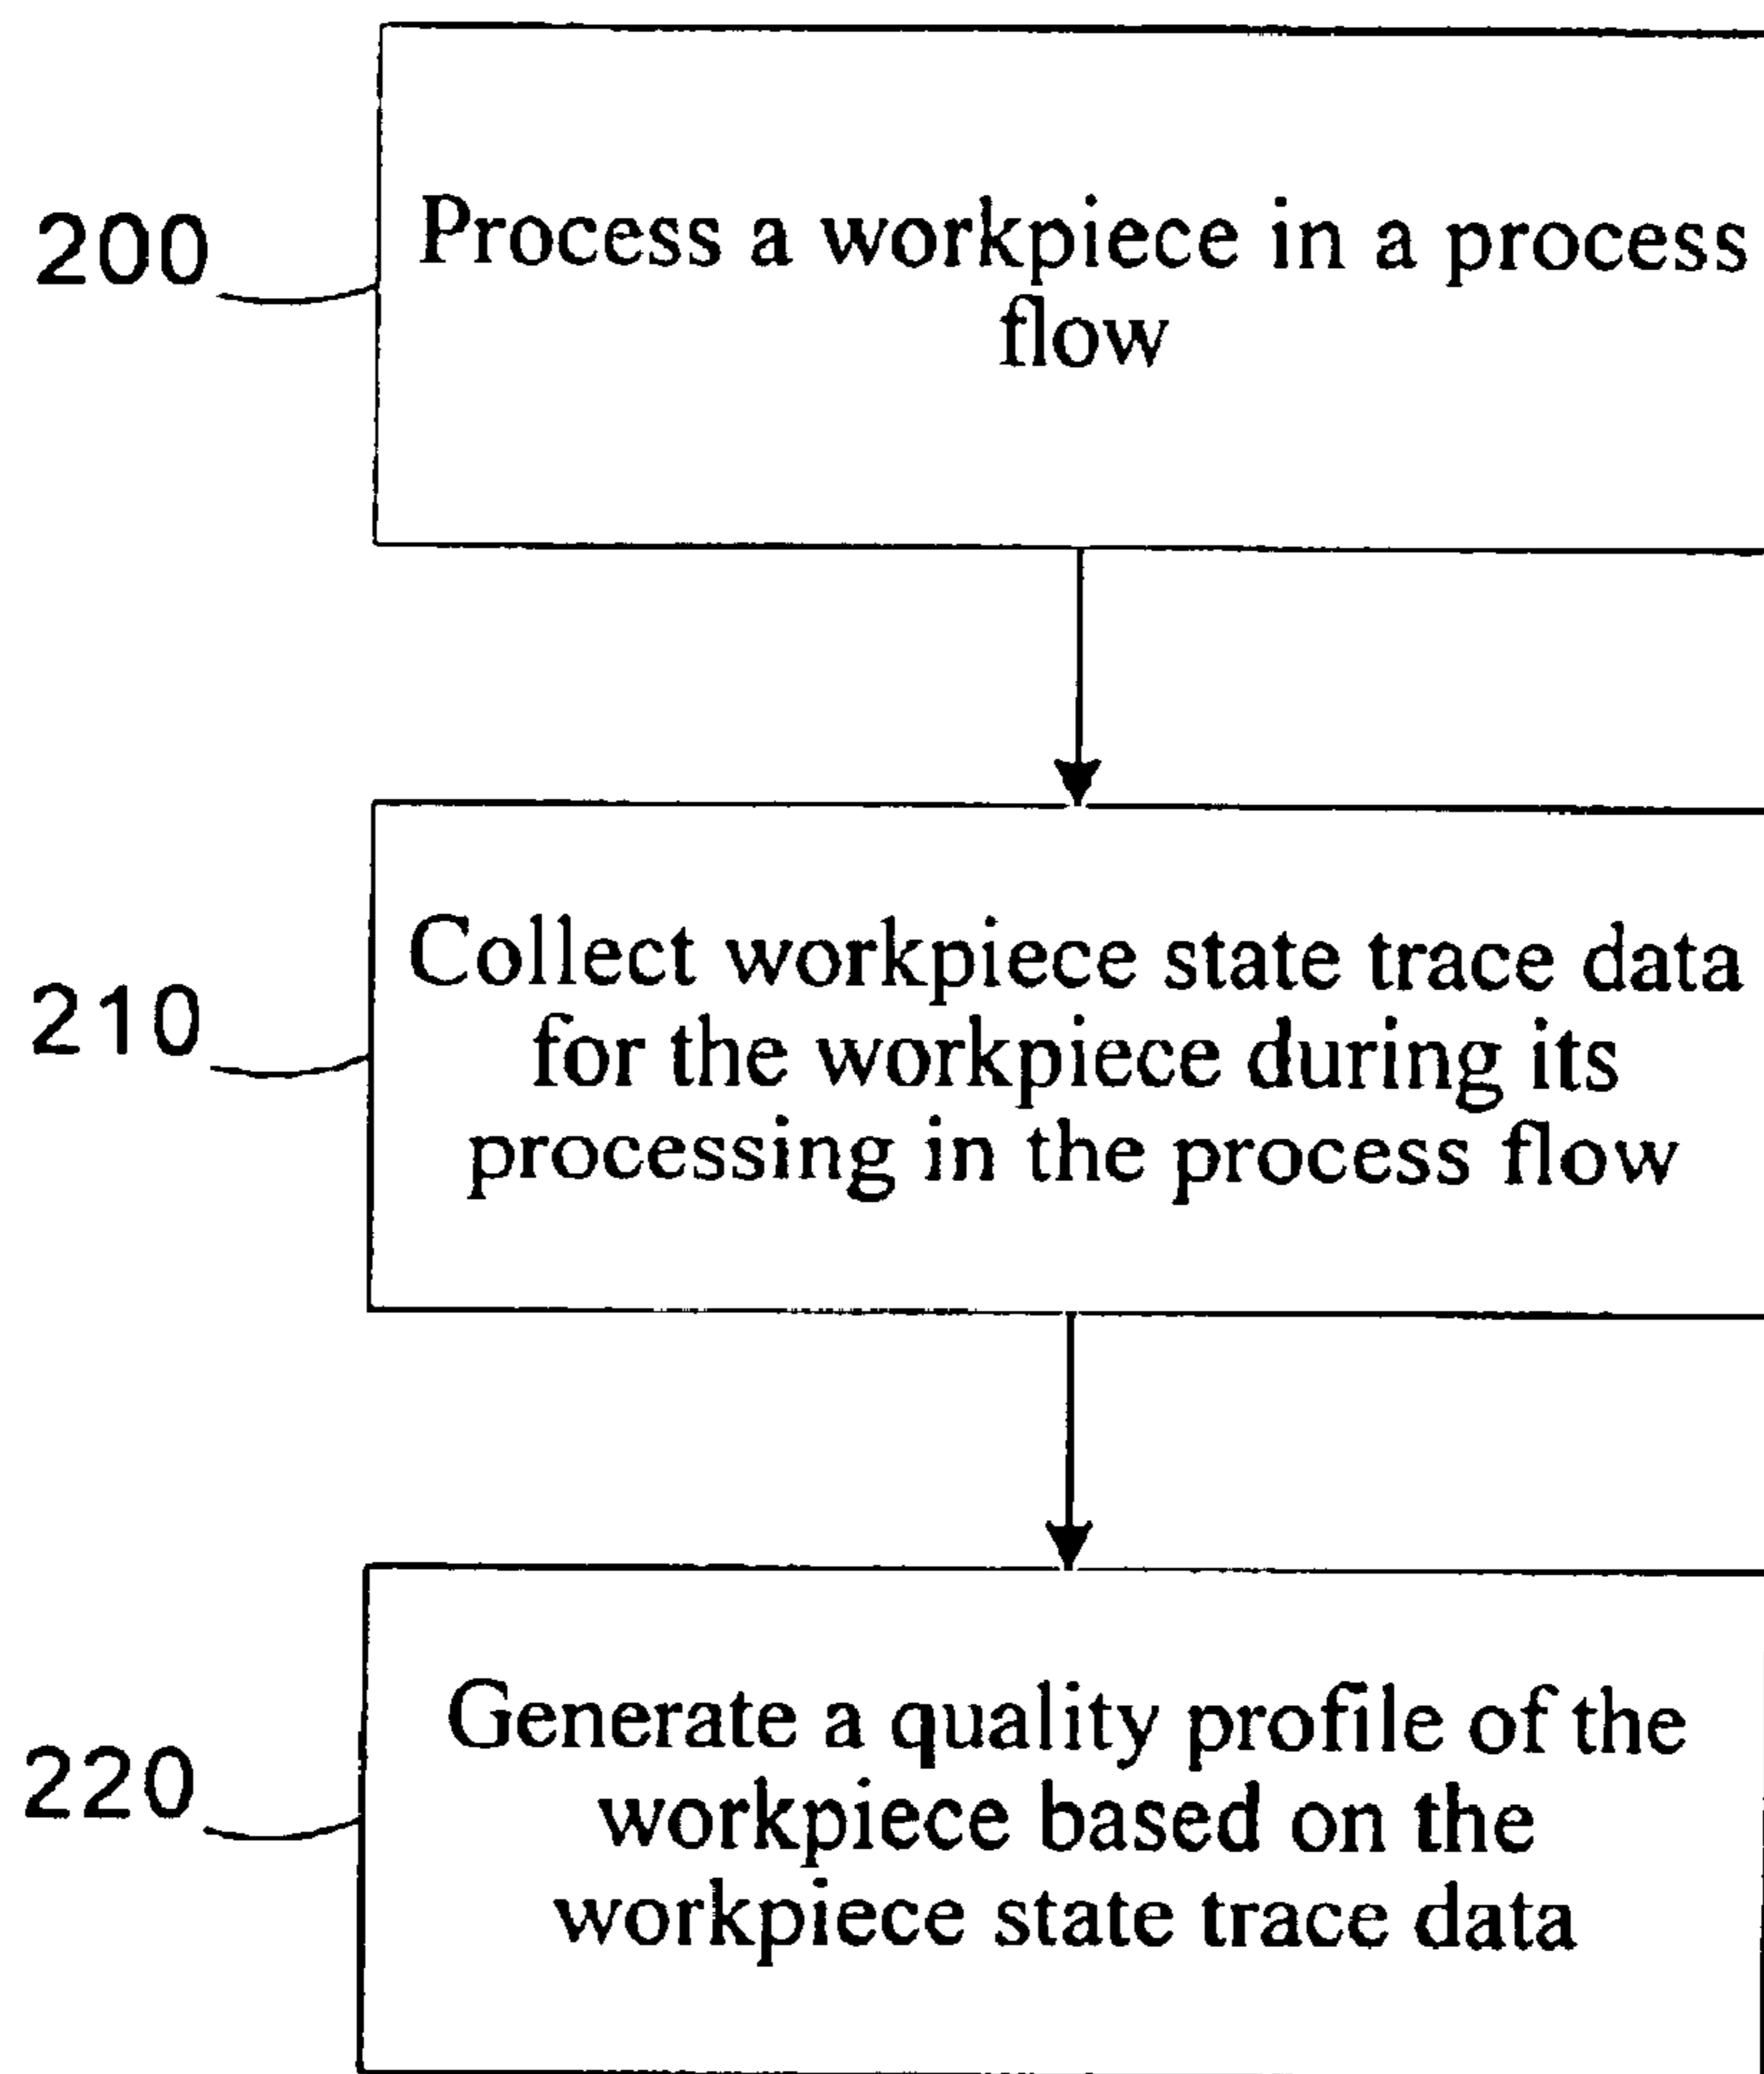 200
Process a workpiece in a process
flow
210
Collect workpiece state trace data
for the workpiece during its
processing in the process flow
220
Generate a quality profile of the
workpiece based on the
workpiece state trace data